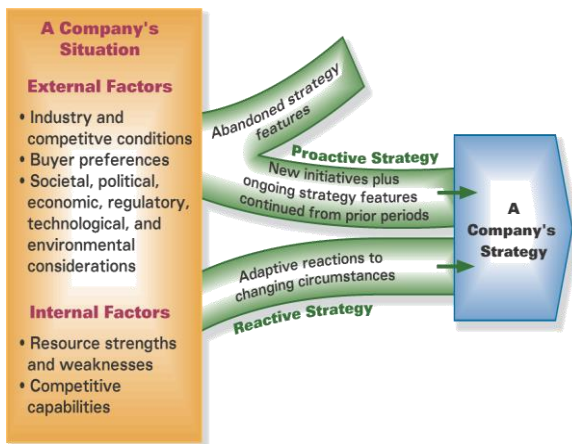 A Company's
Situation
External Factors
• Industry and
competitve conditions
• Buyer preferences
• Societal, political,
economic, regulatory,
technological, and
environmental
considerations
Internal Factors
• Resource strengths
and weaknesses
• Competitive
capabilities
Abandoned strategy
features
Proactive Strategy
New initiatives plus
ongoing strategy features
continued from prior periods
Adaptive reactions to
changing circumstances
Reactive Strategy
A
Company's
Strategy